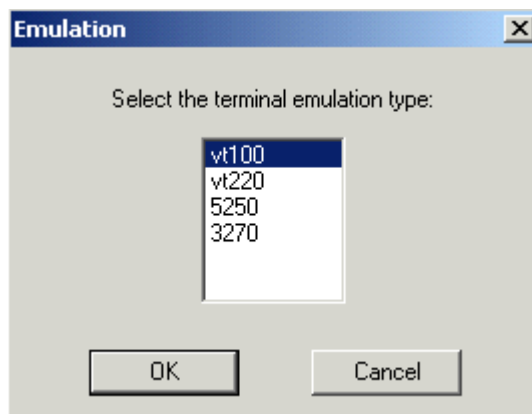 Emulation
Select the terminal emulation type:
vt100
vt220
5250
3270
OK
Cancel